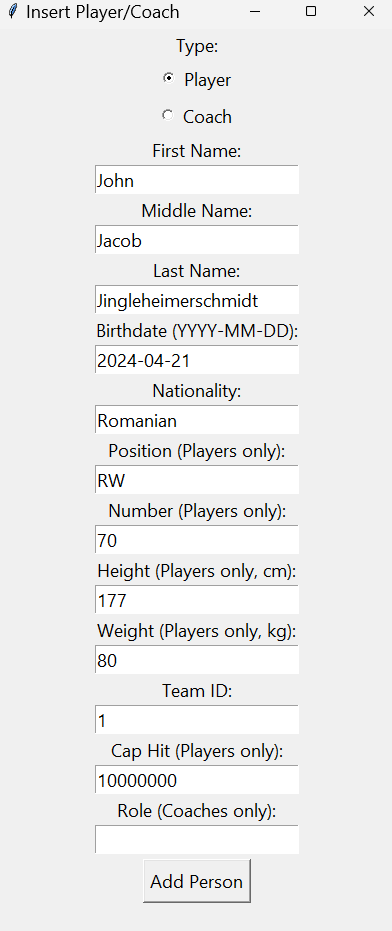 Insert Player/Coach
Type:
Player
Coach
First Name:
John
Middle Name:
Jacob
Last Name:
Jingleheimerschmidt
Birthdate (YYYY-MM-DD):
2024-04-21
Nationality:
Romanian
Position (Players only):
RW
Number (Players only):
70
Height (Players only, cm):
177
Weight (Players only, kg):
80
Team ID:
1
Cap Hit (Players only):
10000000
Role (Coaches only):
Add Person